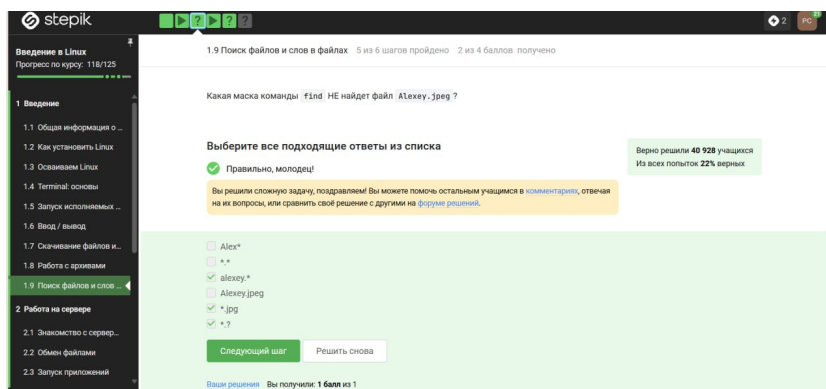 stepik
2
PC
21
Введение в Linux
Прогресс по курсу: 118/125
1.9 Поиск файлов и слов в файлах 5 из 6 шагов пройдено 2 из 4 баллов получено
1 Введение
1.1 Общая информация о ...
1.2 Как установить Linux
1.3 Осваиваем Linux
1.4 Terminal: основы
1.5 Запуск исполняемых ...
1.6 Ввод / вывод
1.7 Скачивание файлов и...
1.8 Работа с архивами
1.9 Поиск файлов и слов ...
2 Работа на сервере
2.1 Знакомство с сервер...
2.2 Обмен файлами
2.3 Запуск приложений
Какая маска команды find НЕ найдет файл Alexey.jpeg ?
Выберите все подходящие ответы из списка
Правильно, молодец!
Вы решили сложную задачу, поздравляем! Вы можете помочь остальным учащимся в комментариях, отвечая
на их вопросы, или сравнить своё решение с другими на форуме решений.
Верно решили 40 928 учащихся
Из всех попыток 22% верных
Alex*
*.*
alexey.*
Alexey.jpeg
*.jpg
*.?
Следующий шаг
Решить снова
Ваши решения Вы получили: 1 балл из 1